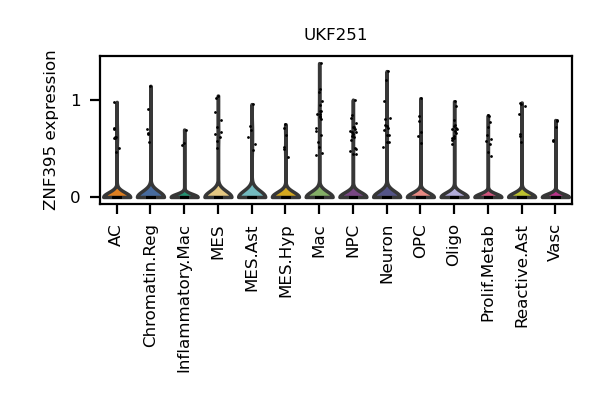 UKF251
ZNF395 expression
1
0
AC
Chromatin.Reg
Inflammatory.Mac
MES
MES.Ast
MES.Hyp
Mac
NPC
Neuron
OPC
Oligo
Prolif.Metab
Reactive.Ast
Vasc